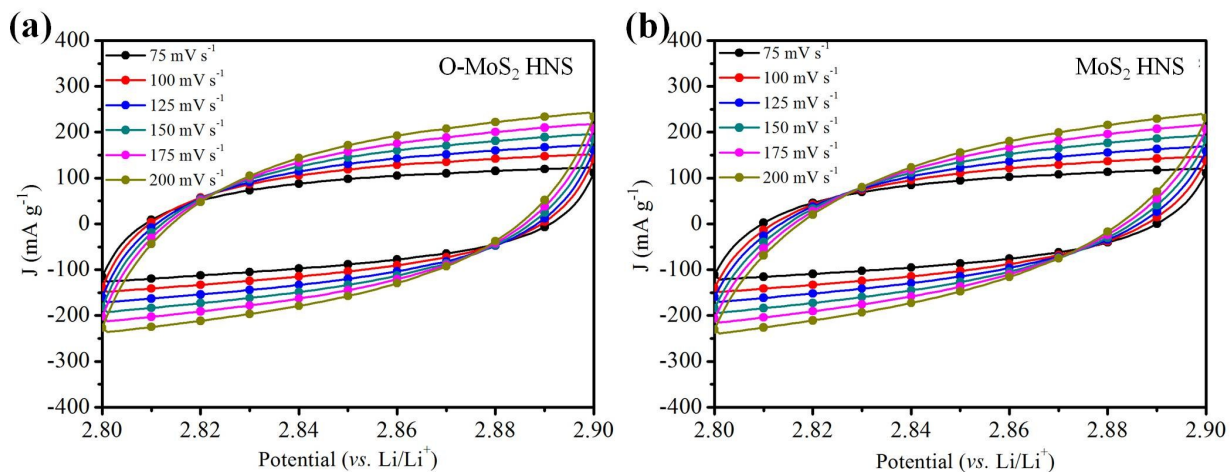 (a)
400
300
200
100
0
-100
-200
-300
-400
J (mA g⁻¹)
75 mV s⁻¹
100 mV s⁻¹
125 mV s⁻¹
150 mV s⁻¹
175 mV s⁻¹
200 mV s⁻¹
O-MoS₂ HNS
2.80 2.82 2.84 2.86 2.88 2.90
Potential (vs. Li/Li⁺)
(b)
400
300
200
100
0
-100
-200
-300
-400
J (mA g⁻¹)
75 mV s⁻¹
100 mV s⁻¹
125 mV s⁻¹
150 mV s⁻¹
175 mV s⁻¹
200 mV s⁻¹
MoS₂ HNS
2.80 2.82 2.84 2.86 2.88 2.90
Potential (vs. Li/Li⁺)